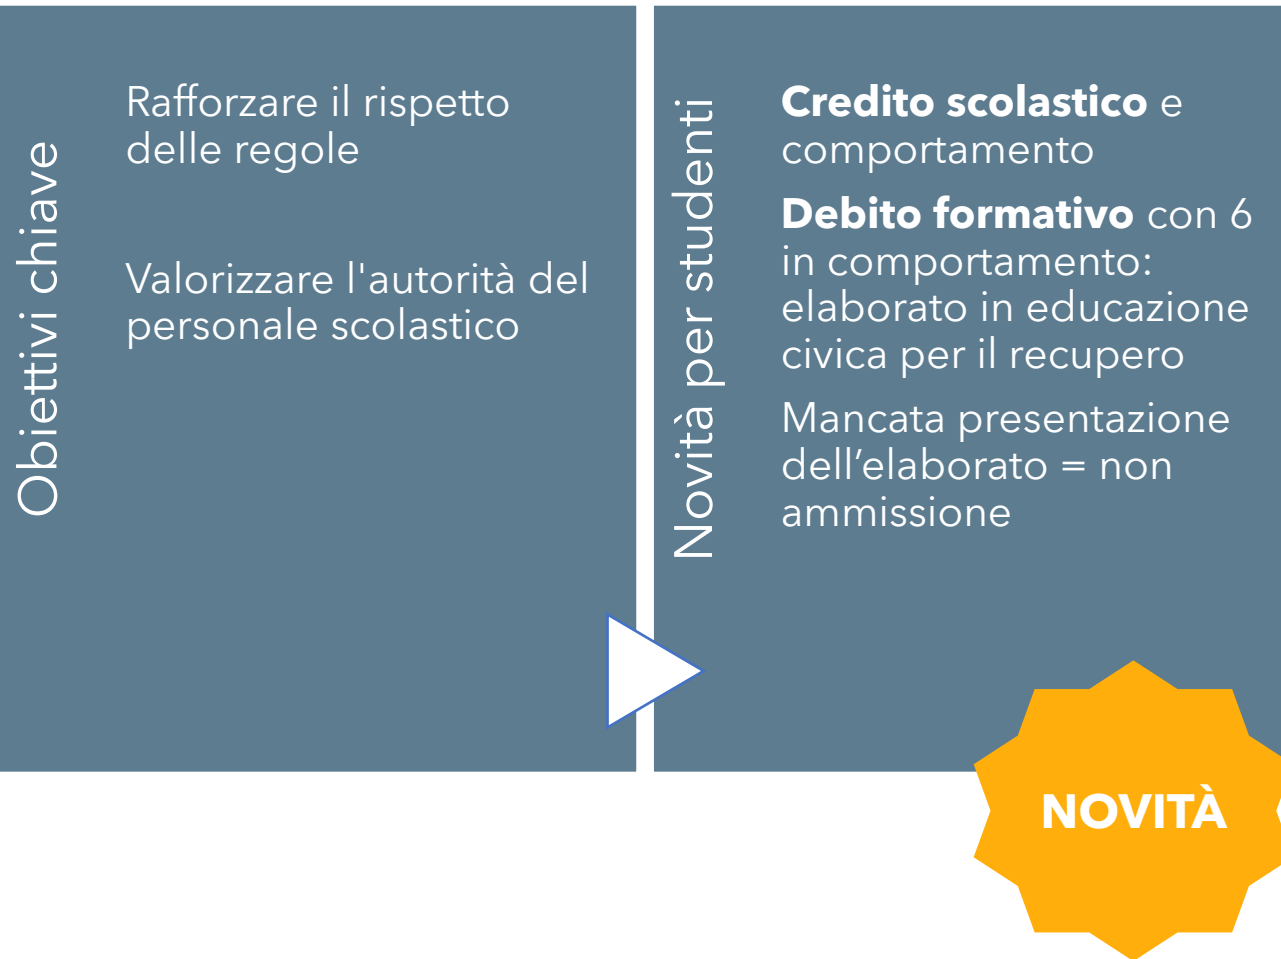 Obiettivi chiave
Rafforzare il rispetto
delle regole
Valorizzare l'autorità del
personale scolastico
Novità per studenti
Credito scolastico e
comportamento
Debito formativo con 6
in comportamento:
elaborato in educazione
civica per il recupero
Mancata presentazione
dell’elaborato = non
ammissione
NOVITÀ